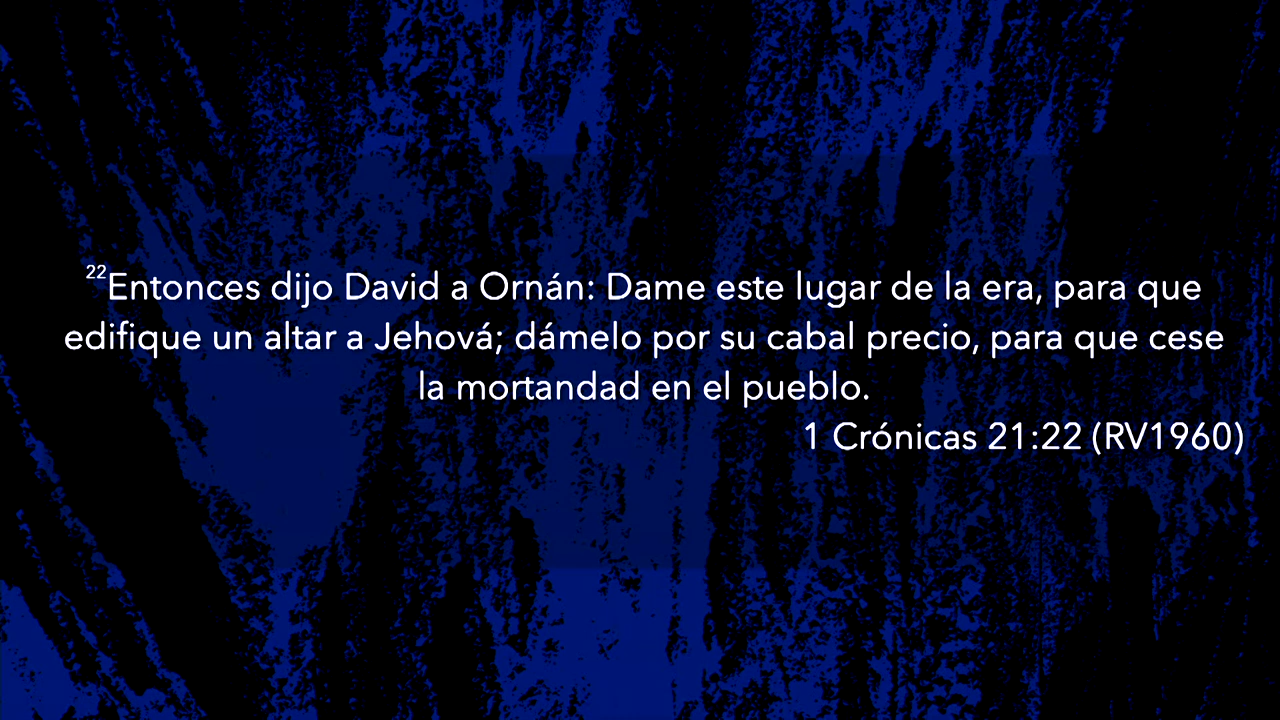 22Entonces dijo David a Ornán: Dame este lugar de la era, para que
edifique un altar a Jehová; dámelo por su cabal precio, para que cese
la mortandad en el pueblo.
1 Crónicas 21:22 (RV1960)